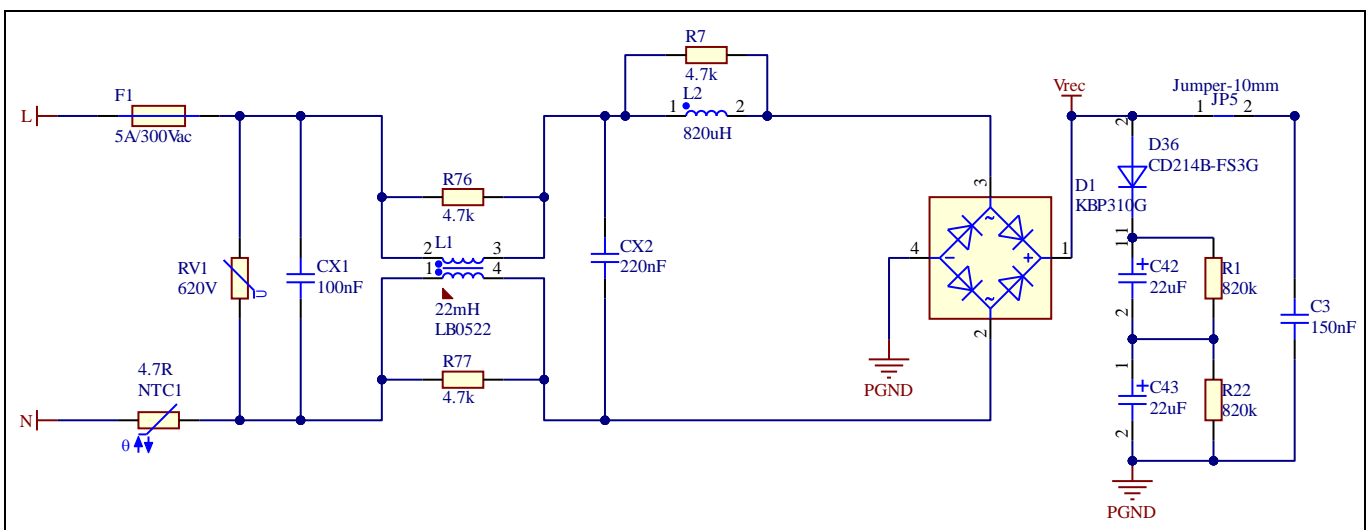 R7
4.7k
L2
1
2
820uH
Vrec
Jumper-10mm
JP5
1
2
F1
L
5A/300Vac
2
D36
CD214B-FS3G
R76
4.7k
3
D1
KBP310G
~
4
1
− +
~
2
L1
2
3
1
4
22mH
LB0522
CX2
220nF
RV1
620V
U
CX1
100nF
1
1
+
C42
22uF
2
R1
820k
C3
150nF
PGND
R77
4.7k
4.7R
NTC1
N
θ
1
+
C43
22uF
2
R22
820k
PGND